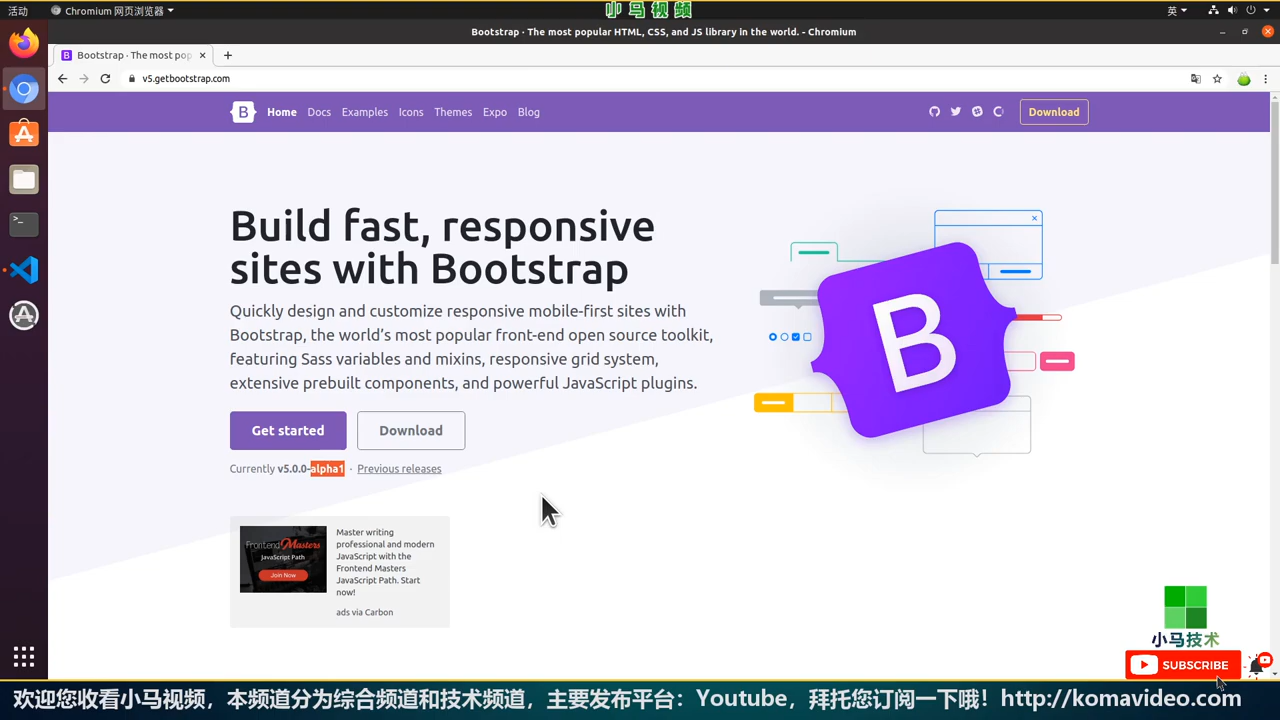 活动
Chromium 网页浏览器
小马视频
英
Bootstrap · The most popular HTML, CSS, and JS library in the world. - Chromium
Bootstrap · The most pop
v5.getbootstrap.com
B
Home
Docs
Examples
Icons
Themes
Expo
Blog
Download
Build fast, responsive
sites with Bootstrap
Quickly design and customize responsive mobile-first sites with
Bootstrap, the world's most popular front-end open source toolkit,
featuring Sass variables and mixins, responsive grid system,
extensive prebuilt components, and powerful JavaScript plugins.
B
Get started
Download
Currently v5.0.0-alpha1 · Previous releases
Frontend Masters
JavaScript Path
Join Now
Master writing
professional and modern
JavaScript with the
Frontend Masters
JavaScript Path. Start
now!
ads via Carbon
小马技术
SUBSCRIBE
欢迎您收看小马视频，本频道分为综合频道和技术频道，主要发布平台：Youtube，拜托您订阅一下哦！http://komavideo.com